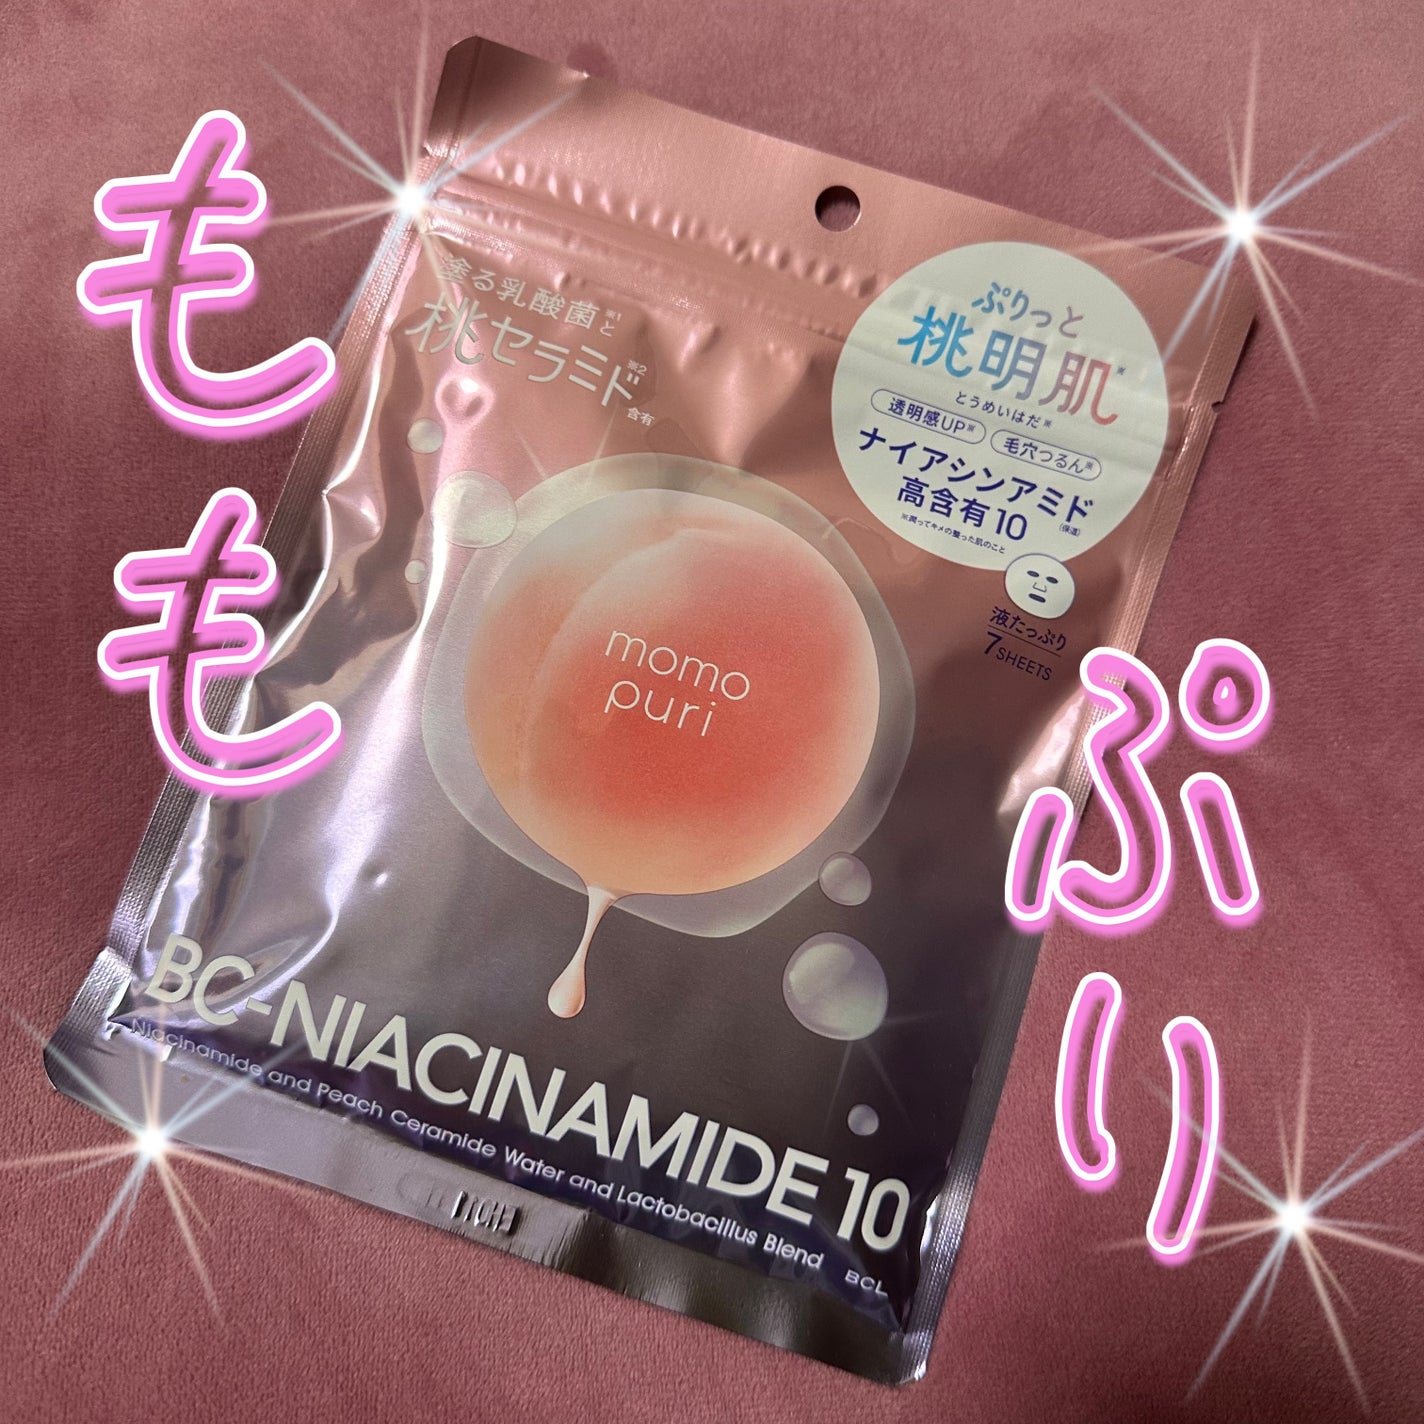 もも
ぷり
塗る乳酸菌※1と
桃セラミド※2
含有
ぷりっと
桃明肌※
とうめいはだ※
透明感UP※
毛穴つるん※
ナイアシンアミド
(保湿)
高含有10
※潤ってキメの整った肌のこと
液たっぷり
7SHEETS
momo
puri
BC-NIACINAMIDE 10
Niacinamide and Peach Ceramide Water and Lactobacillus Blend
BCL